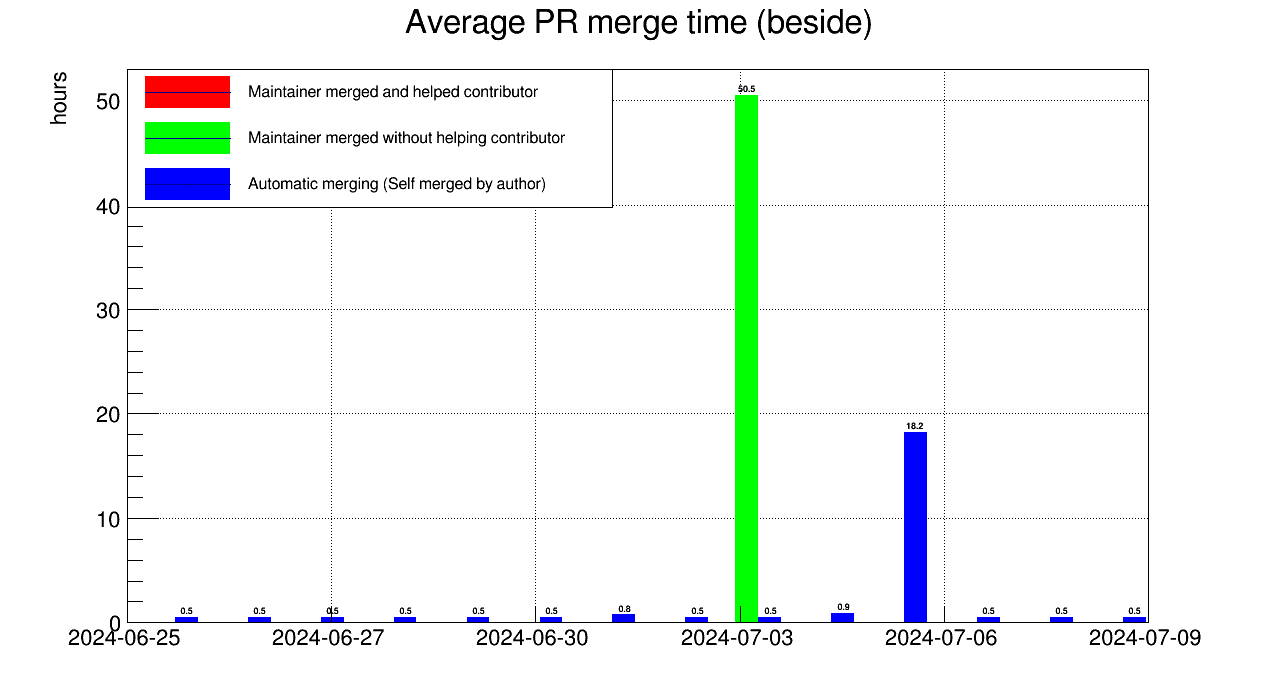 Average PR merge time (beside)
hours
Maintainer merged and helped contributor
Maintainer merged without helping contributor
Automatic merging (Self merged by author)
50
40
30
20
10
0
50.5
18.2
0.5 0.5 0.5 0.5 0.5 0.5 0.8 0.5 0.5 0.9 0.5 0.5 0.5
2024-06-25 2024-06-27 2024-06-30 2024-07-03 2024-07-06 2024-07-09